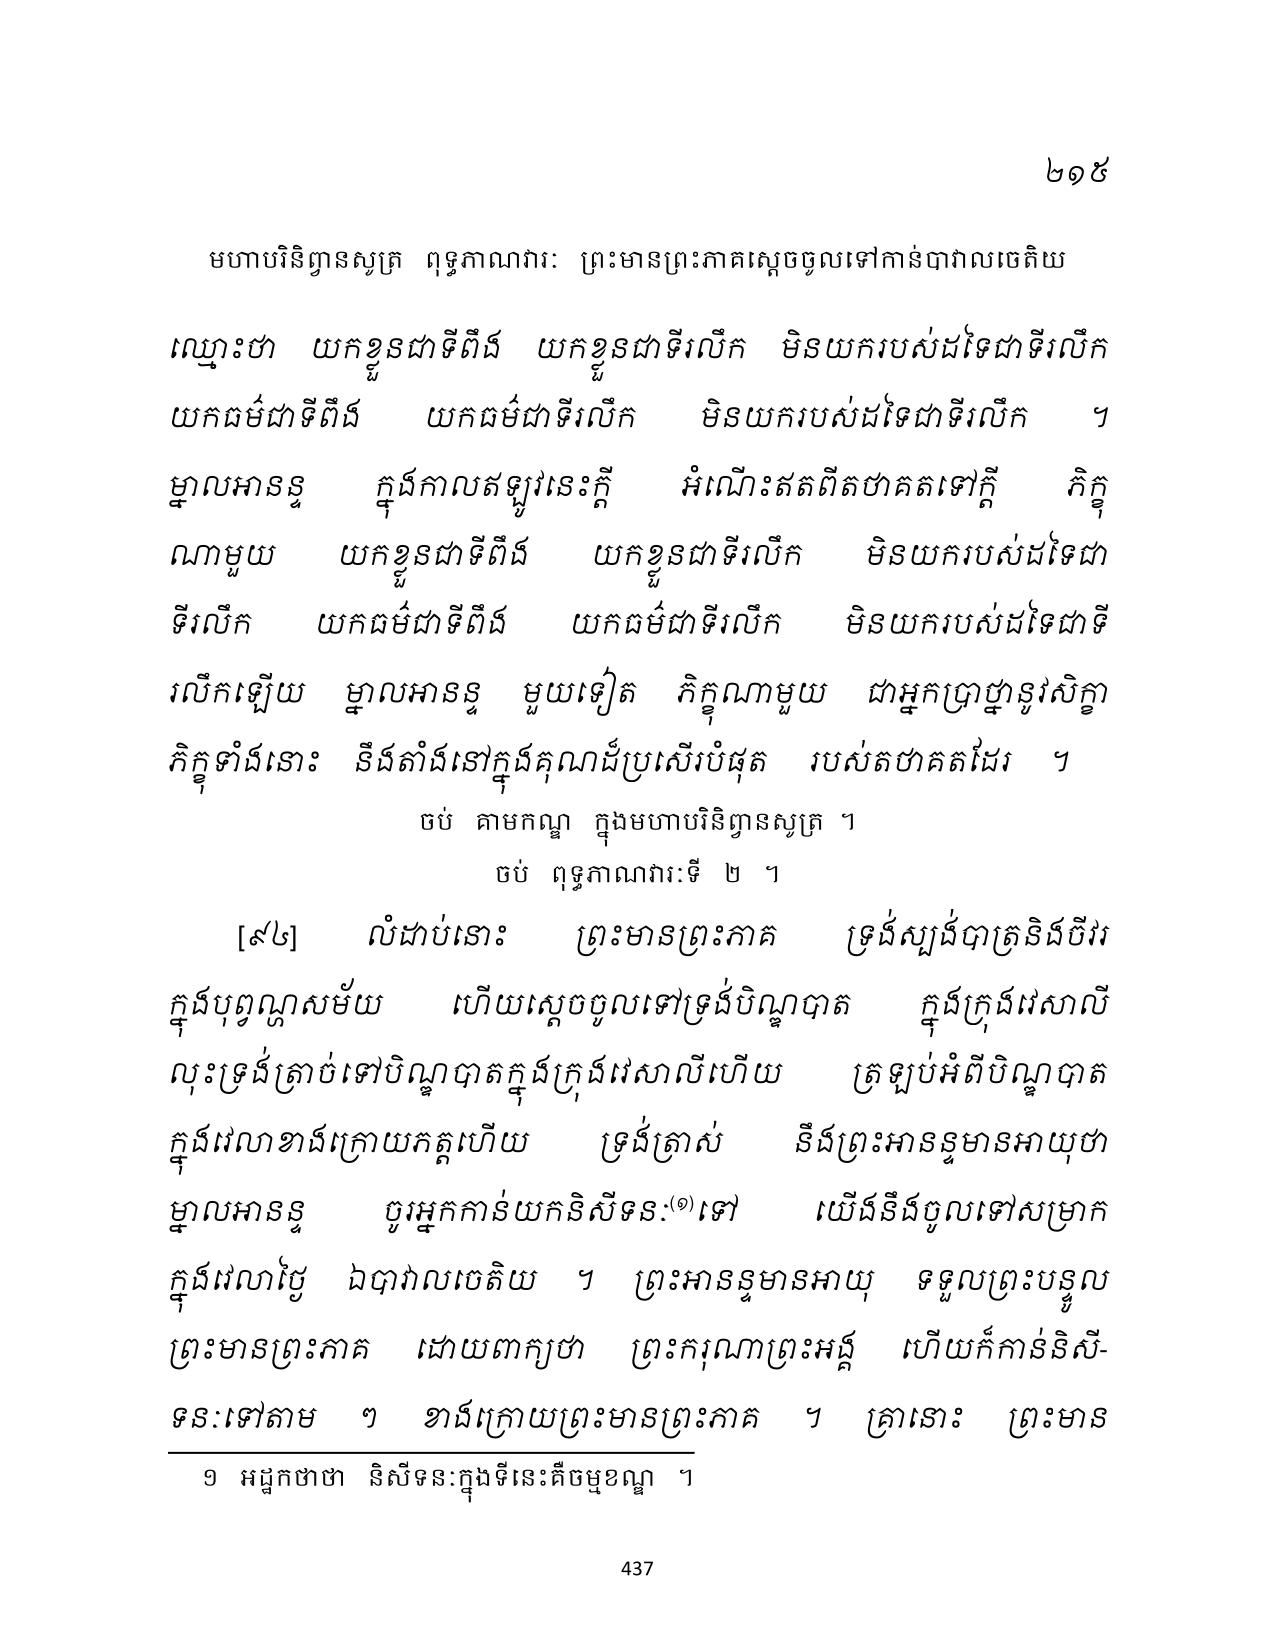 ២១៥
មហាបរិនិព្វានសូត្រ ពុទ្ធភាណវារៈ ព្រះមានព្រះភាគស្តេចចូលទៅកាន់បាវាលចេតិយ
ឈ្មោះថា យកខ្លួនជាទីពឹង យកខ្លួនជាទីរលឹក មិនយករបស់ដទៃជាទីរលឹក
យកធម៌ជាទីពឹង យកធម៌ជាទីរលឹក មិនយករបស់ដទៃជាទីរលឹក ។
ម្នាលអានន្ទ ក្នុងកាលឥឡូវនេះក្តី អំណើះឥតពីតថាគតទៅក្តី ភិក្ខុ
ណាមួយ យកខ្លួនជាទីពឹង យកខ្លួនជាទីរលឹក មិនយករបស់ដទៃជា
ទីរលឹក យកធម៌ជាទីពឹង យកធម៌ជាទីរលឹក មិនយករបស់ដទៃជាទី
រលឹកឡើយ ម្នាលអានន្ទ មួយទៀត ភិក្ខុណាមួយ ជាអ្នកប្រាថ្នានូវសិក្ខា
ភិក្ខុទាំងនោះ នឹងតាំងនៅក្នុងគុណដ៏ប្រសើរបំផុត របស់តថាគតដែរ ។
ចប់ គាមកណ្ឌ ក្នុងមហាបរិនិព្វានសូត្រ ។
ចប់ ពុទ្ធភាណវារៈទី ២ ។
[៩៤] លំដាប់នោះ ព្រះមានព្រះភាគ ទ្រង់ស្បង់បាត្រនិងចីវរ
ក្នុងបុព្វណ្ហសម័យ ហើយស្តេចចូលទៅទ្រង់បិណ្ឌបាត ក្នុងក្រុងវេសាលី
លុះទ្រង់ត្រាច់ទៅបិណ្ឌបាតក្នុងក្រុងវេសាលីហើយ ត្រឡប់អំពីបិណ្ឌបាត
ក្នុងវេលាខាងក្រោយភត្តហើយ ទ្រង់ត្រាស់ នឹងព្រះអានន្ទមានអាយុថា
ម្នាលអានន្ទ ចូរអ្នកកាន់យកនិសីទនៈ(១)ទៅ យើងនឹងចូលទៅសម្រាក
ក្នុងវេលាថ្ងៃ ឯបាវាលចេតិយ ។ ព្រះអានន្ទមានអាយុ ទទួលព្រះបន្ទូល
ព្រះមានព្រះភាគ ដោយពាក្យថា ព្រះករុណាព្រះអង្គ ហើយក៏កាន់និសី-
ទនៈទៅតាម ៗ ខាងក្រោយព្រះមានព្រះភាគ ។ គ្រានោះ ព្រះមាន
១ អដ្ឋកថាថា និសីទនៈក្នុងទីនេះគឺចម្មខណ្ឌ ។
437